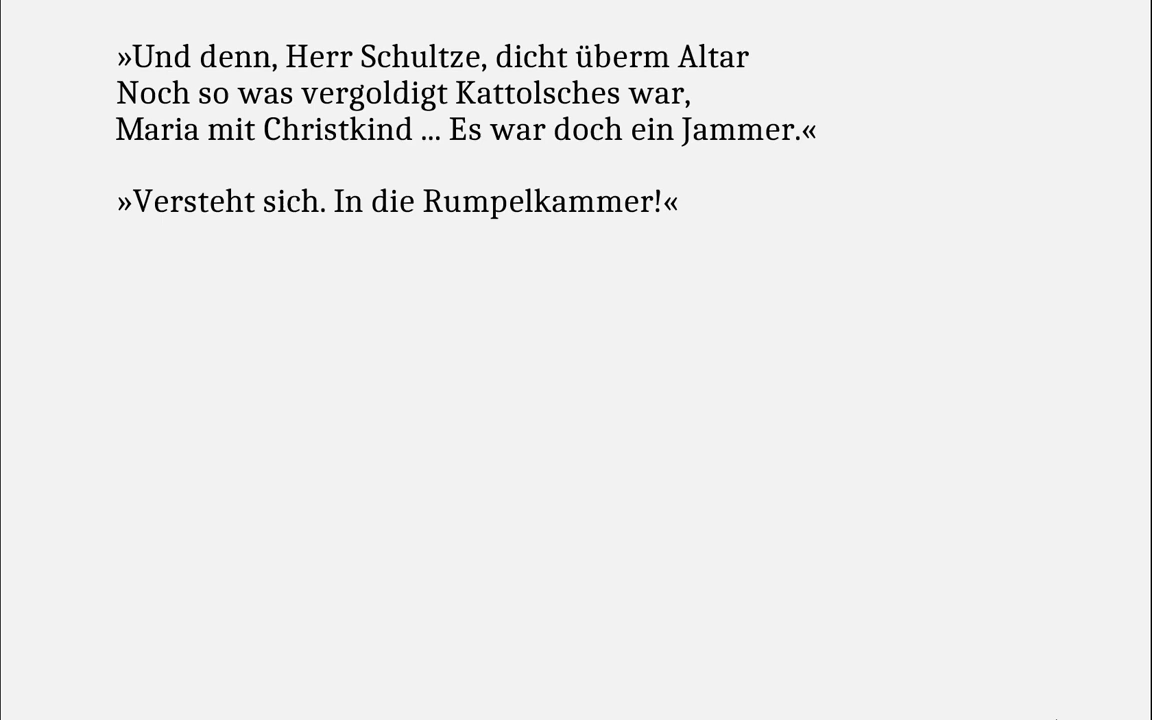 »Und denn, Herr Schultze, dicht überm Altar
Noch so was vergoldigt Kattolsches war,
Maria mit Christkind ... Es war doch ein Jammer.«
»Versteht sich. In die Rumpelkammer!«